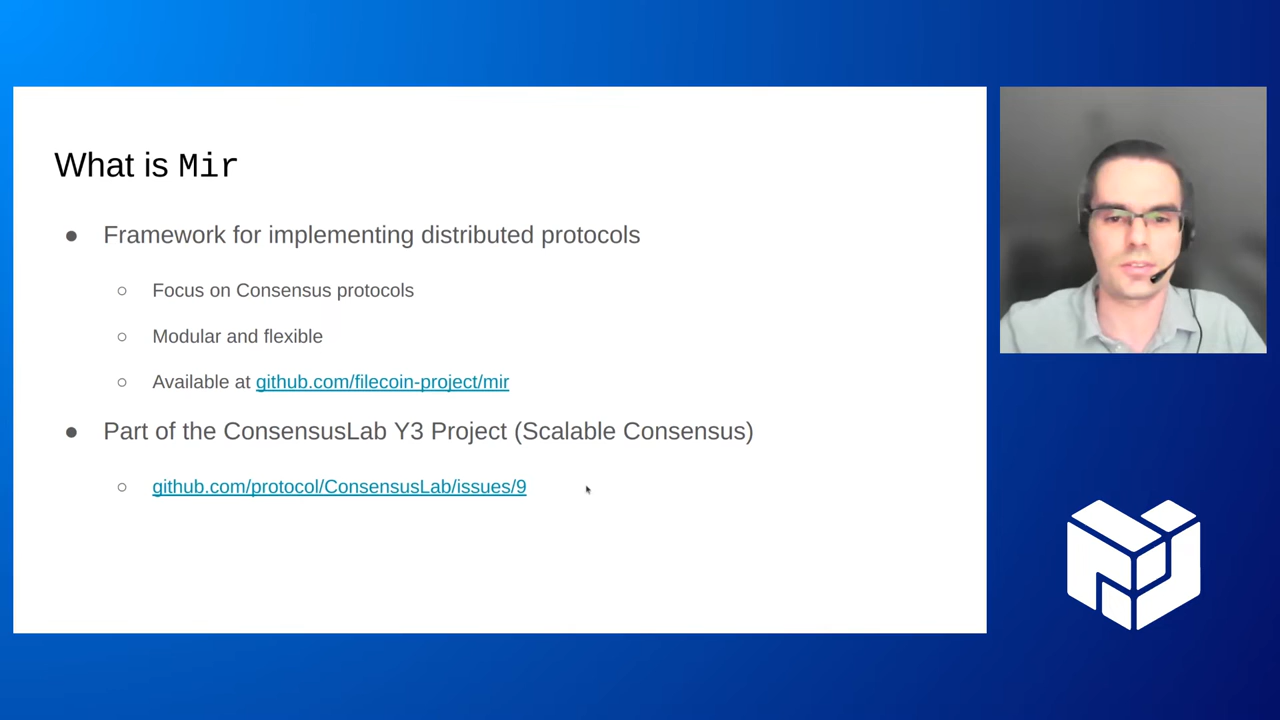 What is Mir
● Framework for implementing distributed protocols
○ Focus on Consensus protocols
○ Modular and flexible
○ Available at github.com/filecoin-project/mir
● Part of the ConsensusLab Y3 Project (Scalable Consensus)
○ github.com/protocol/ConsensusLab/issues/9